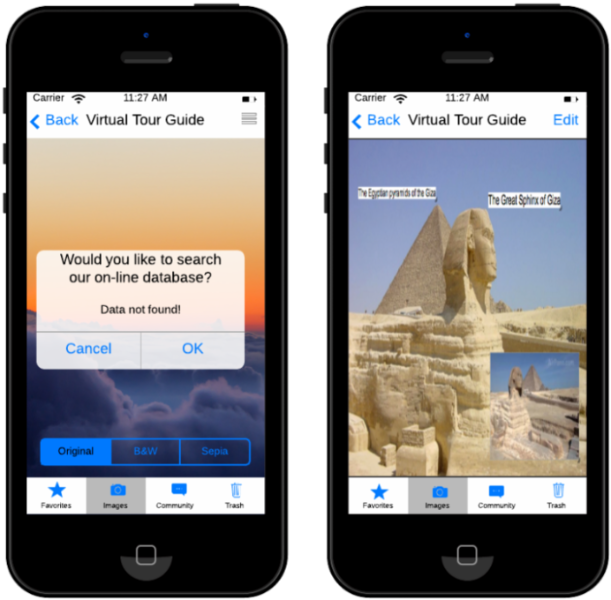 Carrier 11:27 AM
Back Virtual Tour Guide
Would you like to search
our on-line database?
Data not found!
Cancel OK
Original B&W Sepia
Favorites Images Community Trash
Carrier 11:27 AM
Back Virtual Tour Guide Edit
The Egyptian pyramids of the Giza
The Great Sphinx of Giza
Favorites Images Community Trash